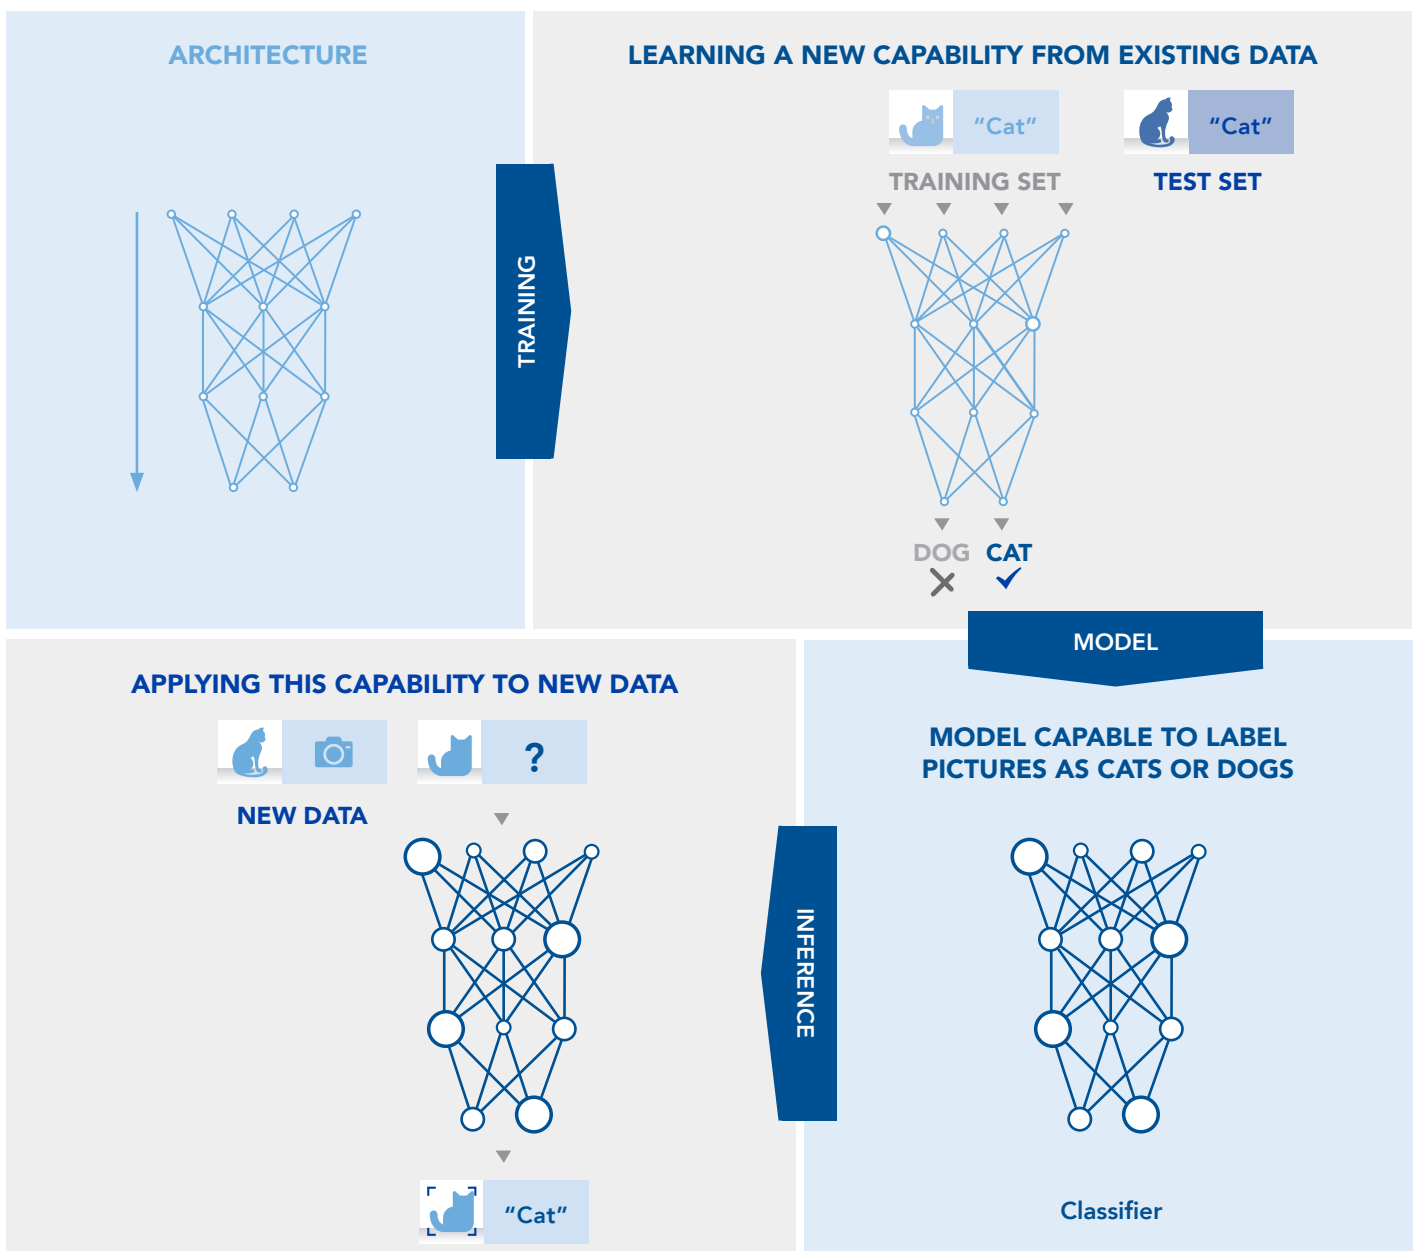 ARCHITECTURE
TRAINING
LEARNING A NEW CAPABILITY FROM EXISTING DATA
“Cat”
“Cat”
TRAINING SET
TEST SET
DOG
CAT
MODEL
MODEL CAPABLE TO LABEL
PICTURES AS CATS OR DOGS
Classifier
INFERENCE
APPLYING THIS CAPABILITY TO NEW DATA
?
NEW DATA
“Cat”